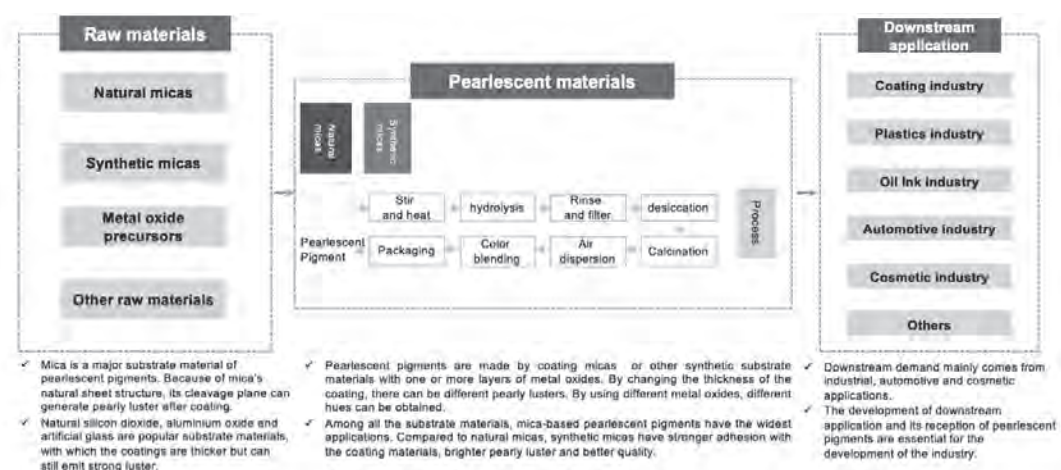 Raw materials
Natural micas
Synthetic micas
Metal oxide
precursors
Other raw materials
Pearlescent materials
Natural
micas
Synthetic
micas
Stir
and heat
hydrolysis
Rinse
and filter
desiccation
Process
Pearlescent
Pigment
Packaging
Color
blending
Air
dispersion
Calcination
Downstream
application
Coating industry
Plastics industry
Oil Ink industry
Automotive industry
Cosmetic industry
Others
✓ Mica is a major substrate material of
pearlescent pigments. Because of mica's
natural sheet structure, its cleavage plane can
generate pearly luster after coating.
✓ Natural silicon dioxide, aluminium oxide and
artificial glass are popular substrate materials,
with which the coatings are thicker but can
still emit strong luster.
✓ Pearlescent pigments are made by coating micas or other synthetic substrate
materials with one or more layers of metal oxides. By changing the thickness of the
coating, there can be different pearly lusters. By using different metal oxides, different
hues can be obtained.
✓ Among all the substrate materials, mica-based pearlescent pigments have the widest
applications. Compared to natural micas, synthetic mices have stronger adhesion with
the coating materials, brighter pearly luster and better quality.
✓ Downstream demand mainly comes from
industrial, automotive and cosmetic
applications.
✓ The development of downstream
application and its reception of pearlescent
pigments are essential for the
development of the industry.